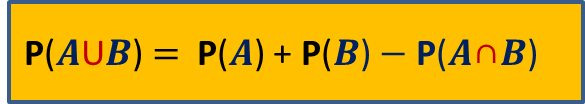 P(A∪B) = P(A) + P(B) − P(A∩B)